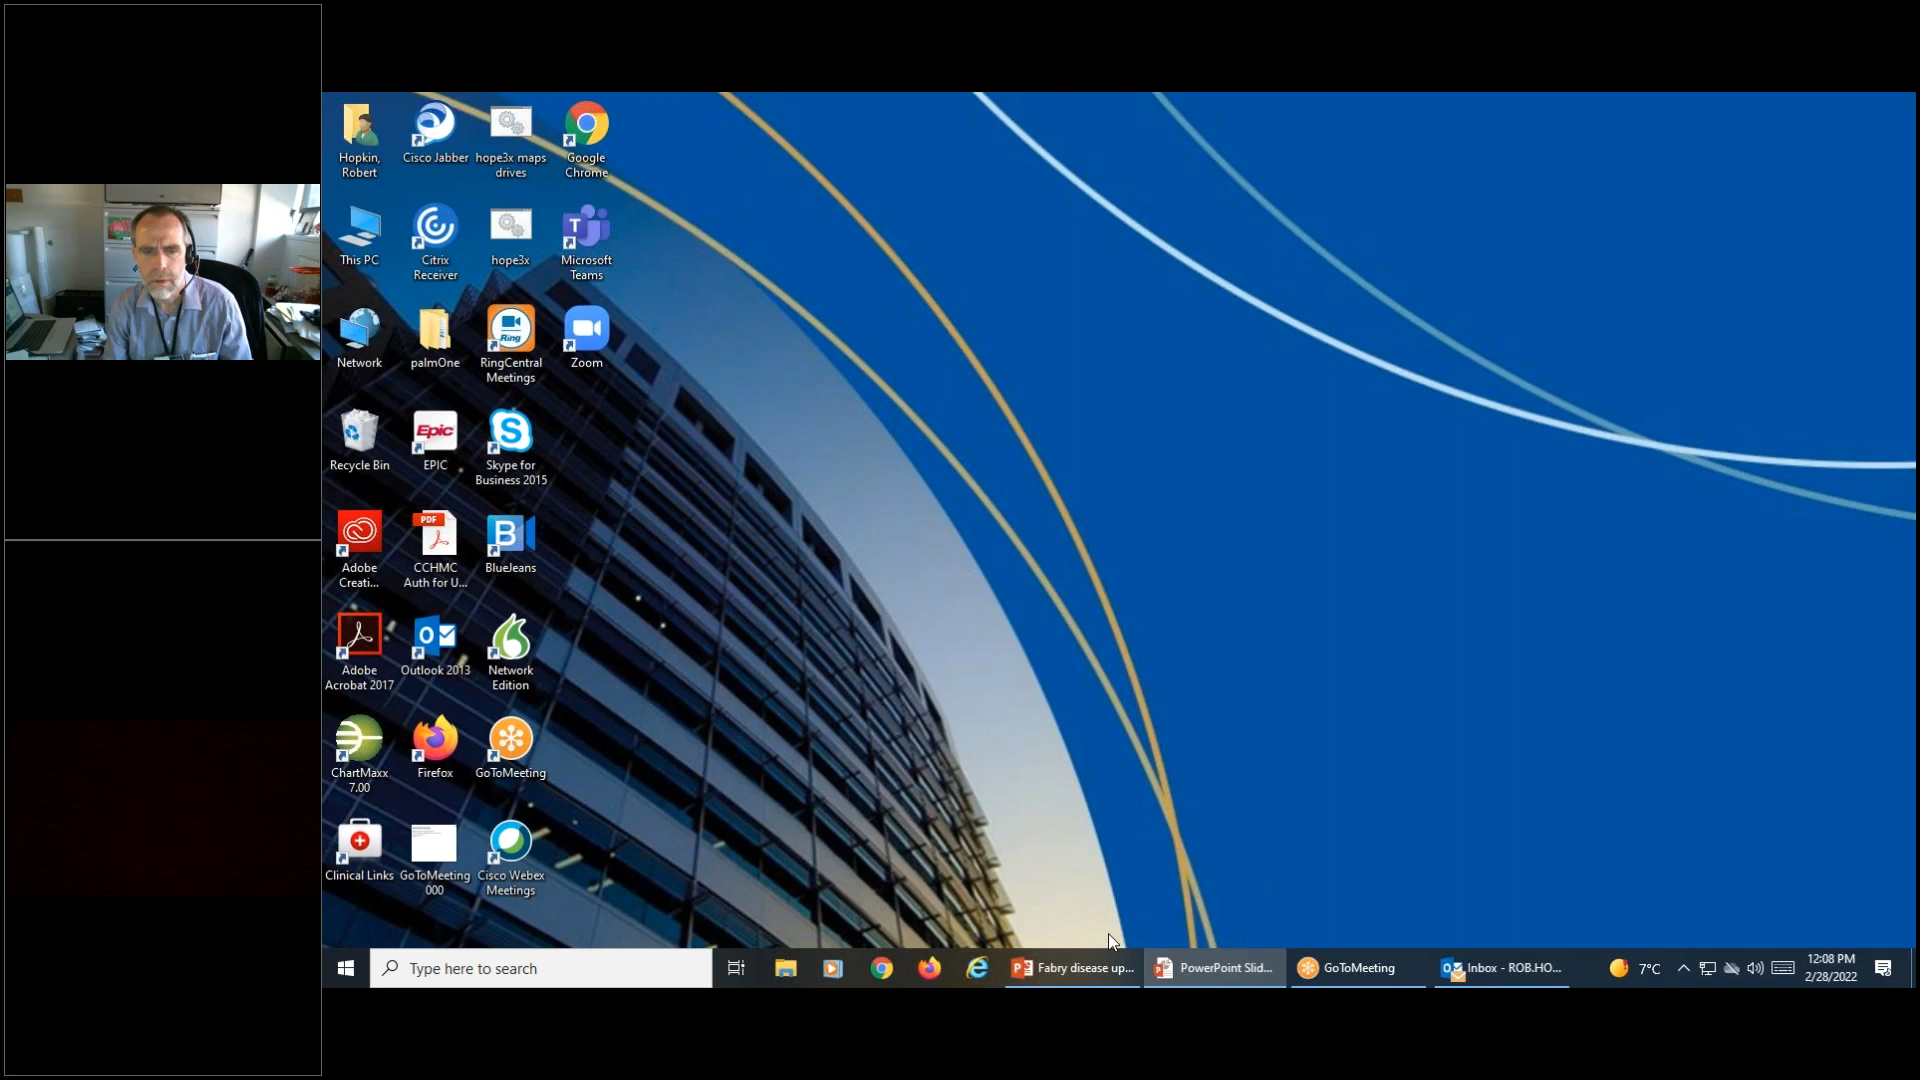 Hopkin,
Robert
Cisco Jabber
hope3x maps
drives
Google
Chrome
This PC
Citrix
Receiver
hope3x
Microsoft
Teams
Network
palmOne
Ring
RingCentral
Meetings
Zoom
Recycle Bin
Epic
EPIC
Skype for
Business 2015
Adobe
Creati...
PDF
CCHMC
Auth for U...
B
BlueJeans
Adobe
Acrobat 2017
Outlook 2013
Network
Edition
ChartMaxx
7.00
Firefox
GoToMeeting
Clinical Links
GoToMeeting
000
Cisco Webex
Meetings
Type here to search
Fabry disease up...
PowerPoint Slid...
GoToMeeting
Inbox - ROB.HO...
7°C
12:08 PM
2/28/2022